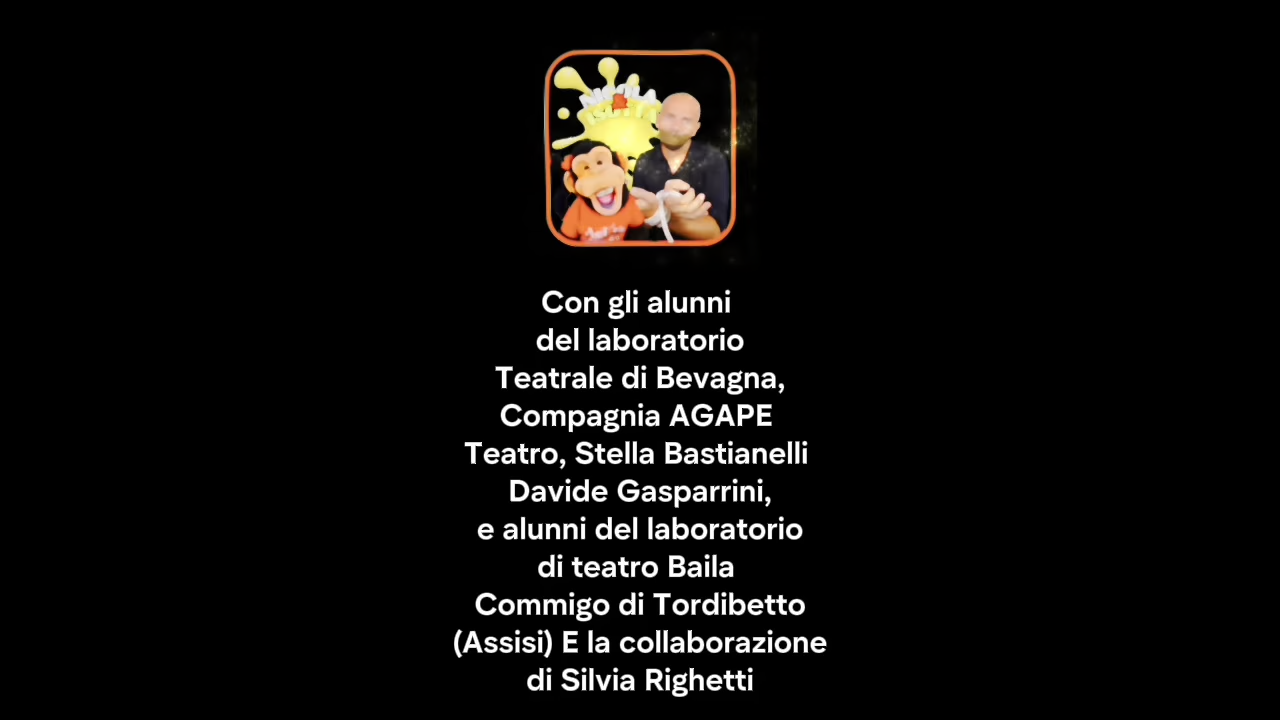 Con gli alunni
del laboratorio
Teatrale di Bevagna,
Compagnia AGAPE
Teatro, Stella Bastianelli
Davide Gasparrini,
e alunni del laboratorio
di teatro Baila
Commigo di Tordibetto
(Assisi) E la collaborazione
di Silvia Righetti